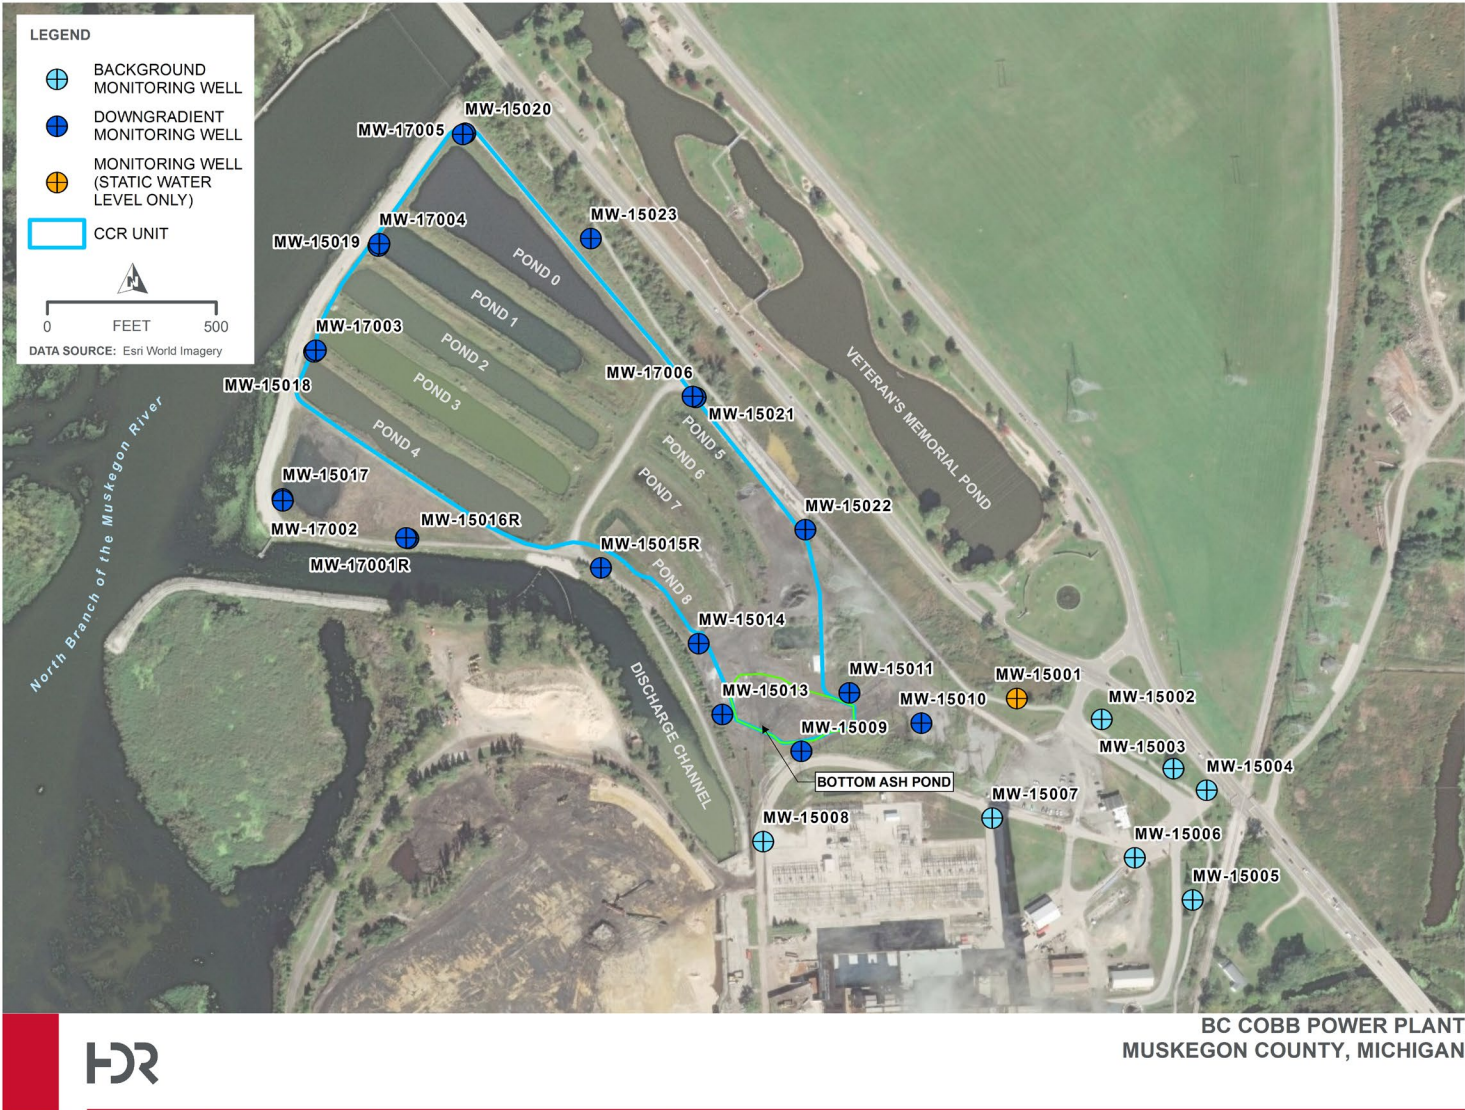 LEGEND
BACKGROUND
MONITORING WELL
DOWNGRADIENT
MONITORING WELL
MONITORING WELL
(STATIC WATER
LEVEL ONLY)
CCR UNIT
N
0 500
FEET
DATA SOURCE: Esri World Imagery
MW-15020
MW-17005
MW-17004
MW-15019
MW-15023
POND 0
POND 1
MW-17003
POND 2
MW-15018
POND 3
MW-17006
MW-15021
VETERAN'S MEMORIAL POND
POND 4
POND 5
POND 6
POND 7
North Branch of the Muskegon River
MW-15017
MW-17002
MW-15016R
MW-17001R
MW-15022
MW-15015R
POND 8
MW-15014
DISCHARGE CHANNEL
MW-15013
MW-15011
MW-15010
MW-15009
MW-15001
MW-15002
MW-15003
MW-15004
BOTTOM ASH POND
MW-15007
MW-15008
MW-15006
MW-15005
HDR
BC COBB POWER PLANT
MUSKEGON COUNTY, MICHIGAN